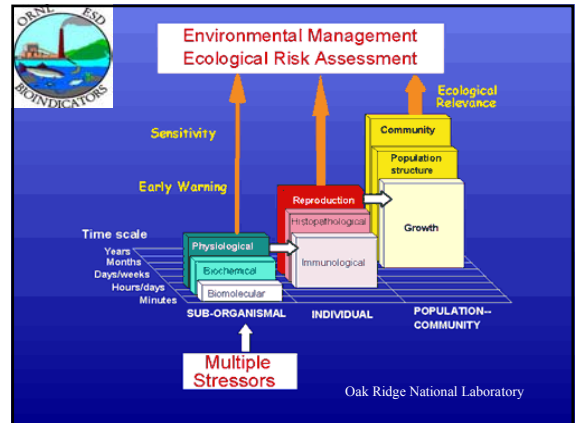 ORNL ESD
BIOINDICATORS
Environmental Management
Ecological Risk Assessment
Ecological
Relevance
Sensitivity
Early Warning
Community
Population
structure
Growth
Reproduction
Histopathological
Immunological
Physiological
Biochemical
Biomolecular
Time scale
Years
Months
Days/weeks
Hours/days
Minutes
SUB-ORGANISMAL
INDIVIDUAL
POPULATION--
COMMUNITY
Multiple
Stressors
Oak Ridge National Laboratory